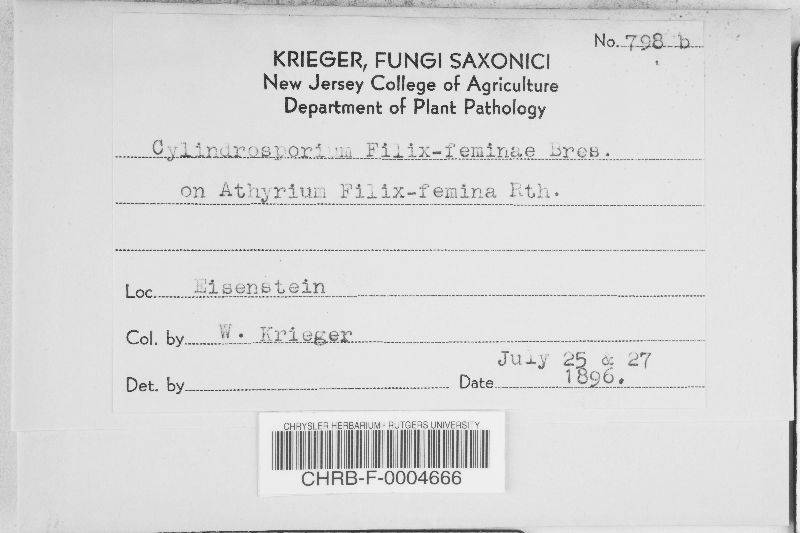 No. 798 b
KRIEGER, FUNGI SAXONICI
New Jersey College of Agriculture
Department of Plant Pathology
Cylindrosporium Filix-feminae Bres.
on Athyrium Filix-femina Rth.
Loc. Eisenstein
Col. by W. Krieger
July 25 & 27
Det. by Date 1896.
CHRYSLER HERBARIUM - RUTGERS UNIVERSITY
CHRB-F-0004666